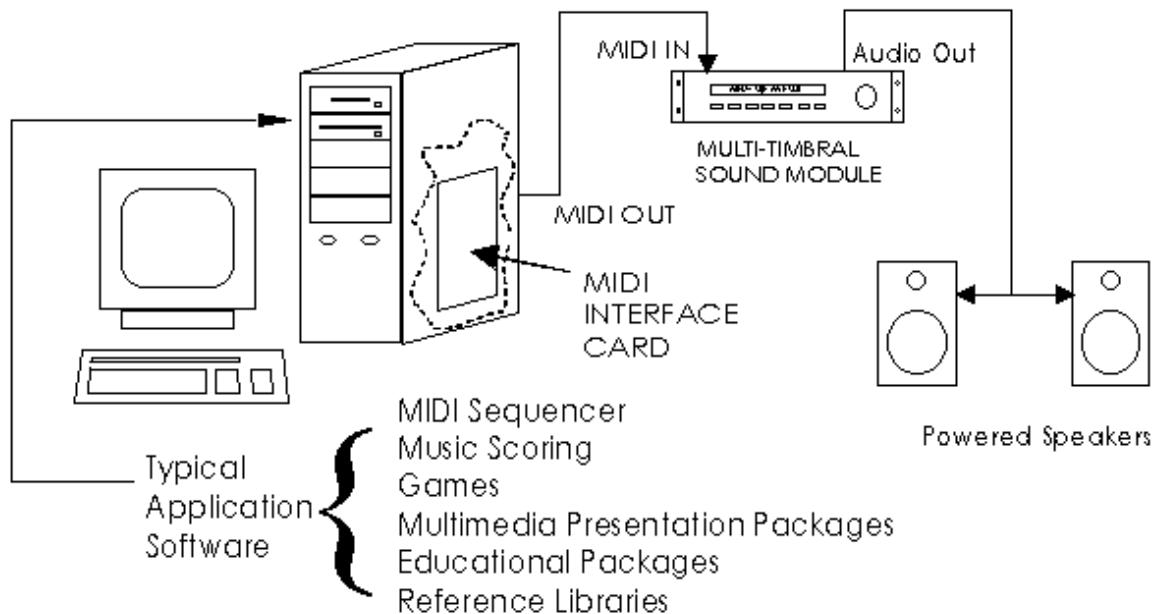 MIDI IN
Audio Out
MULTI-TIMBRAL
SOUND MODULE
MIDI OUT
MIDI
INTERFACE
CARD
Powered Speakers
Typical
Application
Software
MIDI Sequencer
Music Scoring
Games
Multimedia Presentation Packages
Educational Packages
Reference Libraries